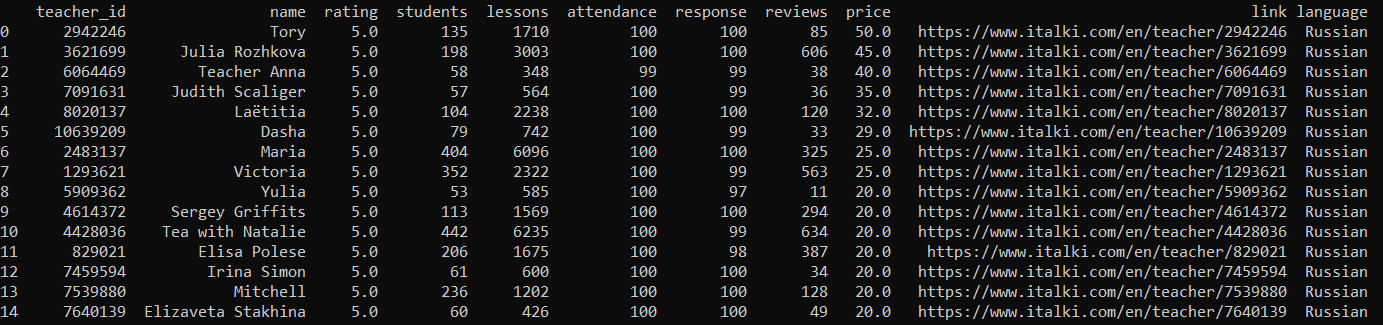 teacher_id name rating students lessons attendance response reviews price link language
0 2942246 Tory 5.0 135 1710 100 100 85 50.0 https://www.italki.com/en/teacher/2942246 Russian
1 3621699 Julia Rozhkova 5.0 198 3003 100 99 606 45.0 https://www.italki.com/en/teacher/3621699 Russian
2 6064469 Teacher Anna 5.0 58 348 99 99 38 40.0 https://www.italki.com/en/teacher/6064469 Russian
3 7091631 Judith Scaliger 5.0 57 564 100 99 36 35.0 https://www.italki.com/en/teacher/7091631 Russian
4 8020137 Laëtitia 5.0 104 2238 100 100 120 32.0 https://www.italki.com/en/teacher/8020137 Russian
5 10639209 Dasha 5.0 79 742 100 99 33 29.0 https://www.italki.com/en/teacher/10639209 Russian
6 2483137 Maria 5.0 404 6096 100 100 325 25.0 https://www.italki.com/en/teacher/2483137 Russian
7 1293621 Victoria 5.0 352 2322 100 99 563 25.0 https://www.italki.com/en/teacher/1293621 Russian
8 5909362 Yulia 5.0 53 585 100 97 11 20.0 https://www.italki.com/en/teacher/5909362 Russian
9 4614372 Sergey Griffits 5.0 113 1569 100 100 294 20.0 https://www.italki.com/en/teacher/4614372 Russian
10 4428036 Tea with Natalie 5.0 442 6235 100 99 634 20.0 https://www.italki.com/en/teacher/4428036 Russian
11 829021 Elisa Polese 5.0 206 1675 100 98 387 20.0 https://www.italki.com/en/teacher/829021 Russian
12 7459594 Irina Simon 5.0 61 600 100 100 34 20.0 https://www.italki.com/en/teacher/7459594 Russian
13 7539880 Mitchell 5.0 236 1202 100 100 128 20.0 https://www.italki.com/en/teacher/7539880 Russian
14 7640139 Elizaveta Stakhina 5.0 60 426 100 100 49 20.0 https://www.italki.com/en/teacher/7640139 Russian